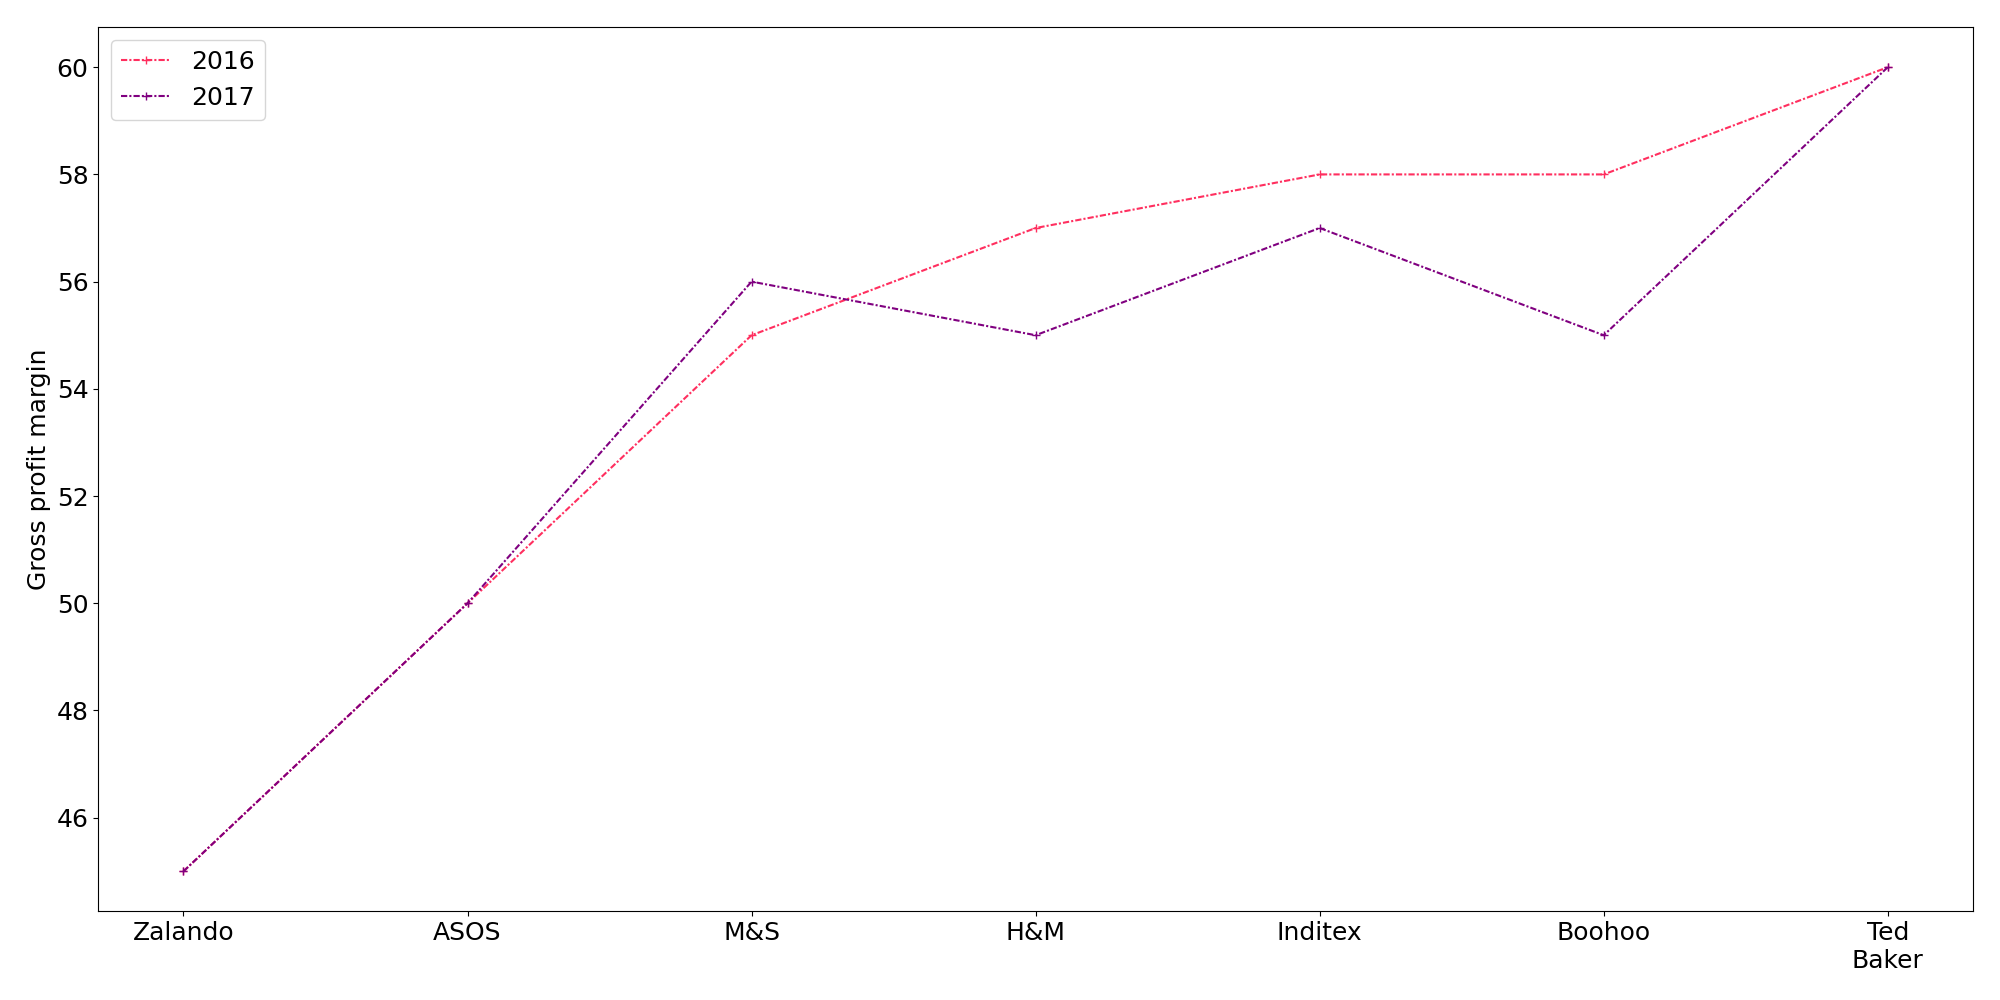 2016
2017
60
58
56
54
52
50
48
46
Gross profit margin
Zalando
ASOS
M&S
H&M
Inditex
Boohoo
Ted
Baker